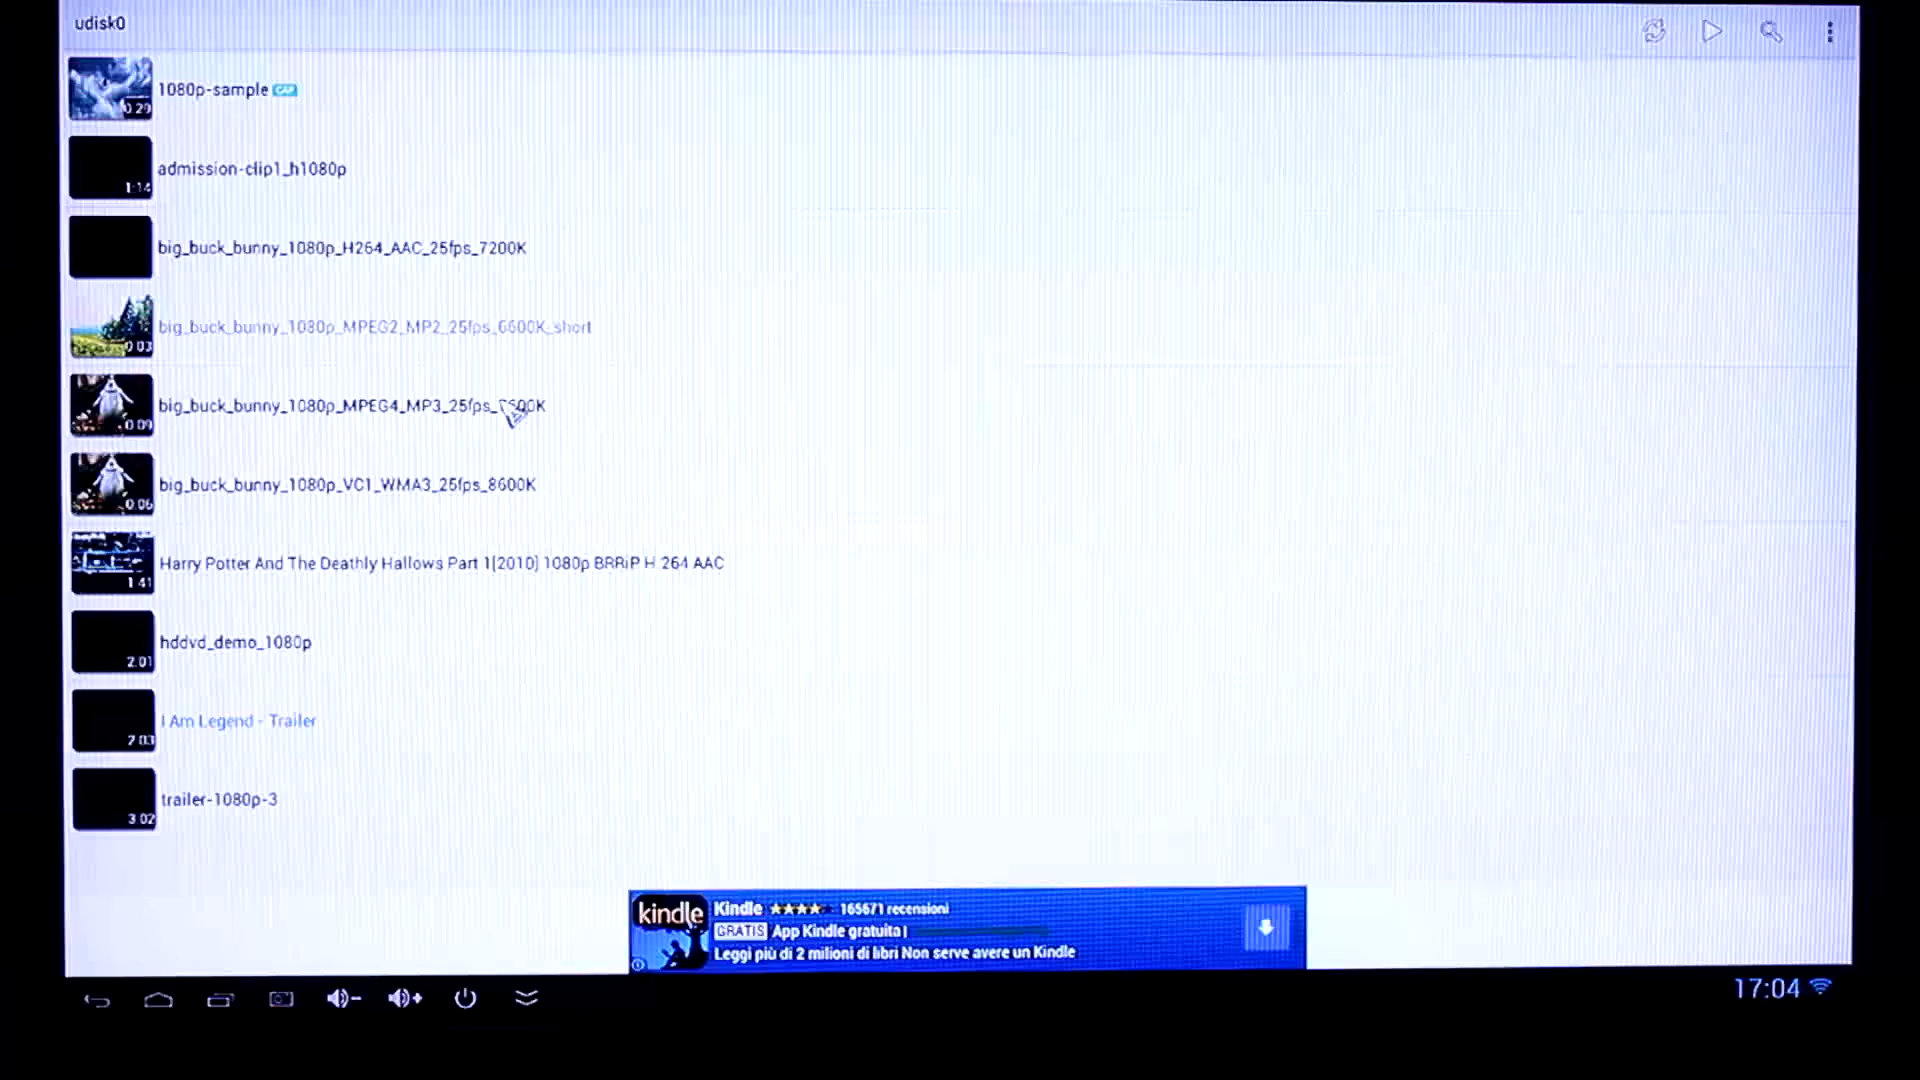 udisk0
1080p-sample CAP
0:29
admission-clip1_h1080p
1:14
big_buck_bunny_1080p_H264_AAC_25fps_7200K
big_buck_bunny_1080p_MPEG2_MP2_25fps_6600K_short
0:03
big_buck_bunny_1080p_MPEG4_MP3_25fps_7600K
0:09
big_buck_bunny_1080p_VC1_WMA3_25fps_8600K
0:06
Harry Potter And The Deathly Hallows Part 1[2010] 1080p BRRiP H 264 AAC
1:41
hddvd_demo_1080p
2:01
I Am Legend - Trailer
2:03
trailer-1080p-3
3:02
kindle
Kindle ★★★★ 165671 recensioni
GRATIS App Kindle gratuita |
Leggi più di 2 milioni di libri Non serve avere un Kindle
17:04